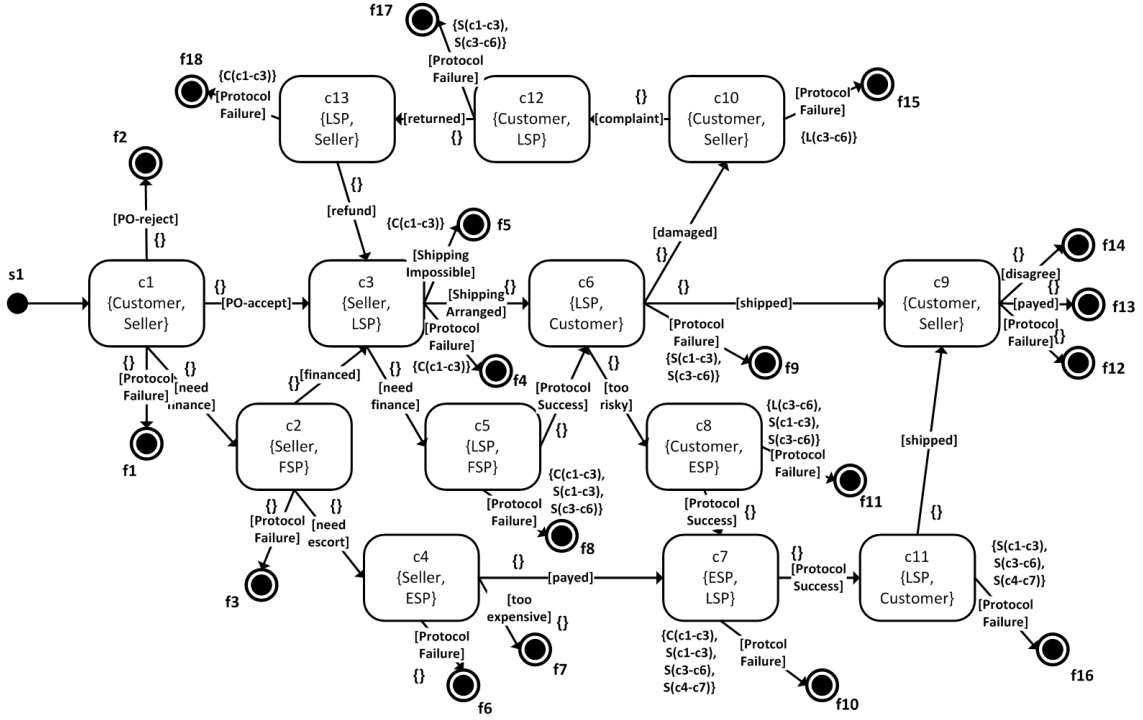 f17
{S(c1-c3),
S(c3-c6)}
[Protocol
Failure]
f18
{C(c1-c3)}
[Protocol
Failure]
c13
{LSP,
Seller}
[returned]
{}
c12
{Customer,
LSP}
{}
[complaint]
c10
{Customer,
Seller}
[Protocol
Failure]
f15
{L(c3-c6)}
f2
[PO-reject]
{}
{}
[refund]
{C(c1-c3)}
f5
[Shipping
Impossible]
[damaged]
{}
s1
c1
{Customer,
Seller}
{}
[PO-accept]
c3
{Seller,
LSP}
{}
[Shipping
Arranged]
c6
{LSP,
Customer}
{}
[shipped]
c9
{Customer,
Seller}
{}
[disagree]
f14
{}
[payed]
f13
[Protocol
Failure]
{}
f12
{}
[Protocol
Failure]
f1
{}
[need
finance]
{}
[financed]
[Protocol
Failure]
{C(c1-c3)}
f4
[need
finance]
{}
[Protocol
Success]
{}
{}
[too
risky]
[Protocol
Failure]
{S(c1-c3),
S(c3-c6)}
f9
c2
{Seller,
FSP}
c5
{LSP,
FSP}
c8
{Customer,
ESP}
{L(c3-c6),
S(c1-c3),
S(c3-c6)}
[Protocol
Failure]
f11
[shipped]
{}
{}
[Protocol
Failure]
f3
{}
[need
escort]
[Protocol
Failure]
{C(c1-c3),
S(c1-c3),
S(c3-c6)}
f8
[Protocol
Success]
{}
c4
{Seller,
ESP}
{}
[payed]
c7
{ESP,
LSP}
{}
[Protocol
Success]
c11
{LSP,
Customer}
{S(c1-c3),
S(c3-c6),
S(c4-c7)}
[Protocol
Failure]
f16
[Protocol
Failure]
{}
f6
[too
expensive]
{}
f7
{C(c1-c3),
S(c1-c3),
S(c3-c6),
S(c4-c7)}
[Protcol
Failure]
f10